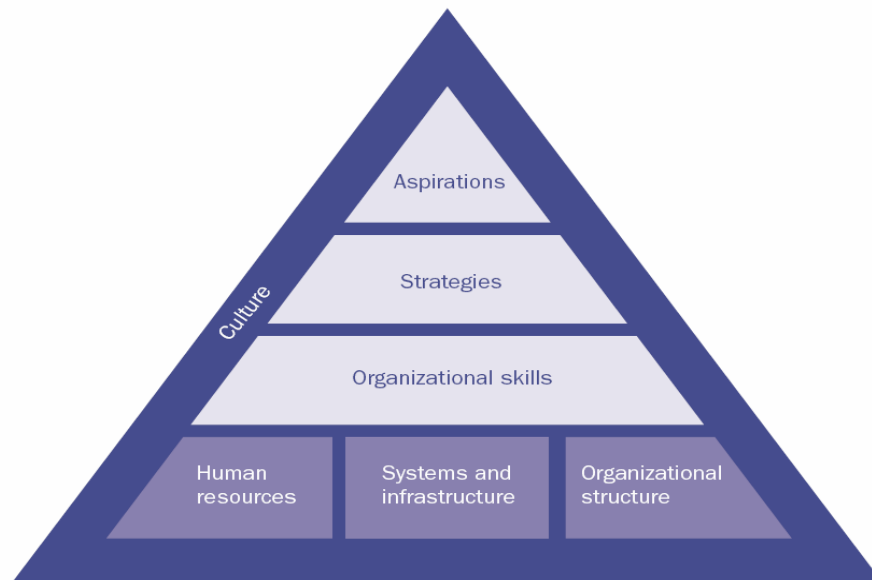 Aspirations
Strategies
Culture
Organizational skills
Human
resources
Systems and
infrastructure
Organizational
structure